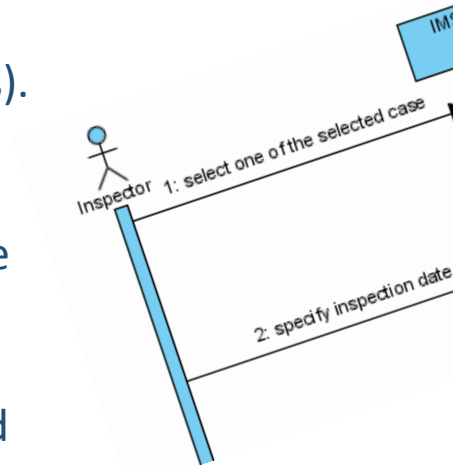 ).
IMS
1: select one of the selected case
Inspector
e
2: specify inspection date
d